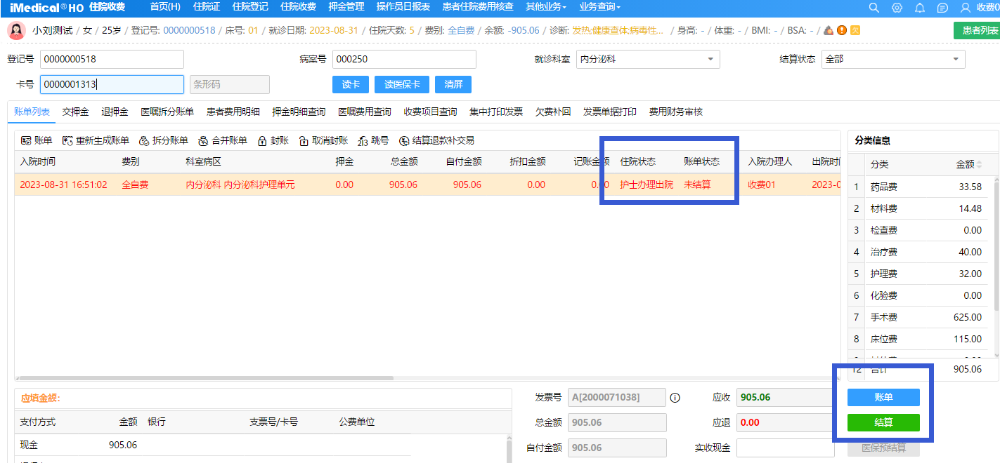 iMedical® HO 住院收费 首页(H) 住院证 住院登记 住院收费 押金管理 操作员日报表 患者住院费用核查 其他业务 业务查询 收费0
小刘测试 / 女 / 25岁 / 登记号: 0000000518 / 床号: 01 / 就诊日期: 2023-08-31 / 住院天数: 5 / 费别: 全自费 / 余额: -905.06 / 诊断: 发热;健康查体;病毒性... / 身高: - / 体重: - / BMI: - / BSA: - / 欠 患者列表
登记号 0000000518 病案号 000250 就诊科室 内分泌科 结算状态 全部
卡号 0000001313 条形码 读卡 读医保卡 清屏
账单列表 交押金 退押金 医嘱拆分账单 患者费用明细 押金明细查询 医嘱费用查询 收费项目查询 集中打印发票 欠费补回 发票单据打印 费用财务审核
账单 重新生成账单 拆分账单 合并账单 封账 取消封账 跳号 结算退款补交易
入院时间 费别 科室病区 押金 总金额 自付金额 折扣金额 记账金额 住院状态 账单状态 入院办理人 出院时间
2023-08-31 16:51:02 全自费 内分泌科 内分泌科护理单元 0.00 905.06 905.06 0.00 0.00 护士办理出院 未结算 收费01 2023-0
分类信息
分类 金额
1 药品费 33.58
2 材料费 14.48
3 检查费 0.00
4 治疗费 40.00
5 护理费 32.00
6 化验费 0.00
7 手术费 625.00
8 床位费 115.00
12 合计 905.06
应填金额:
支付方式 金额 银行 支票号/卡号 公费单位
现金 905.06
发票号 A[2000071038] 应收 905.06 账单
总金额 905.06 应退 0.00 结算
自付金额 905.06 实收现金 医保预结算